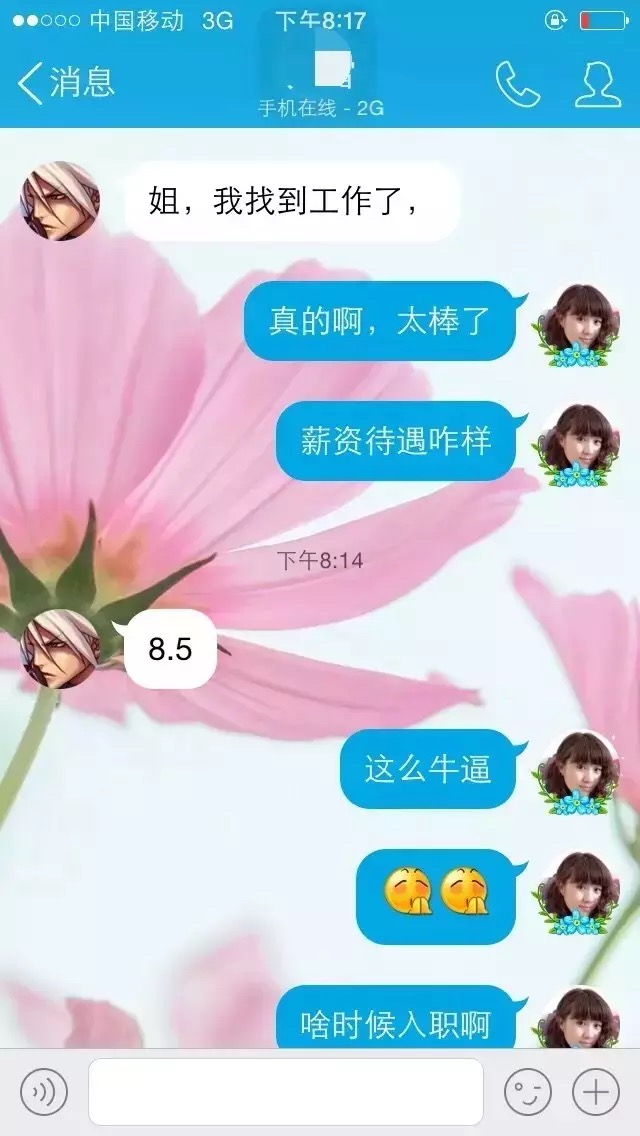 中国移动 3G 下午8:17
消息
手机在线 - 2G
姐，我找到工作了，
真的啊，太棒了
薪资待遇咋样
下午8:14
8.5
这么牛逼
啥时候入职啊